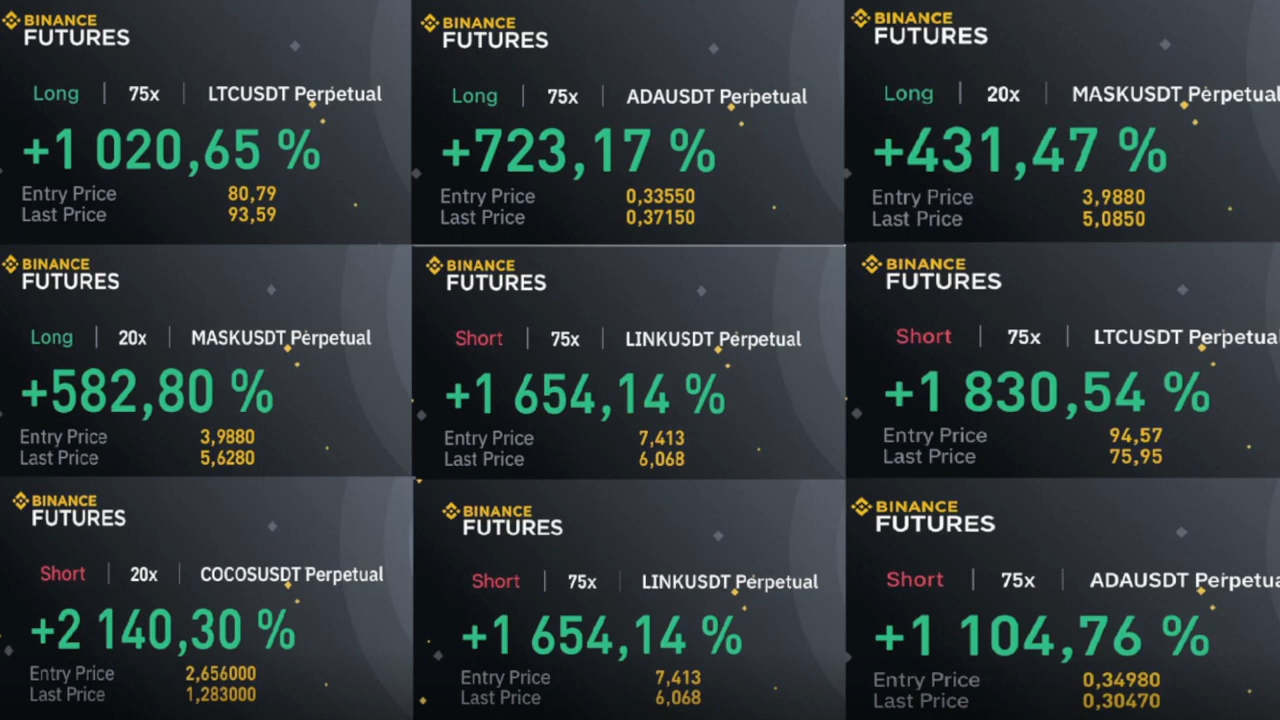 BINANCE
FUTURES
Long | 75x | LTCUSDT Perpetual
+1 020,65 %
Entry Price 80,79
Last Price 93,59
BINANCE
FUTURES
Long | 75x | ADAUSDT Perpetual
+723,17 %
Entry Price 0,33550
Last Price 0,37150
BINANCE
FUTURES
Long | 20x | MASKUSDT Perpetual
+431,47 %
Entry Price 3,9880
Last Price 5,0850
BINANCE
FUTURES
Long | 20x | MASKUSDT Perpetual
+582,80 %
Entry Price 3,9880
Last Price 5,6280
BINANCE
FUTURES
Short | 75x | LINKUSDT Perpetual
+1 654,14 %
Entry Price 7,413
Last Price 6,068
BINANCE
FUTURES
Short | 75x | LTCUSDT Perpetua
+1 830,54 %
Entry Price 94,57
Last Price 75,95
BINANCE
FUTURES
Short | 20x | COCOSUSDT Perpetual
+2 140,30 %
Entry Price 2,656000
Last Price 1,283000
BINANCE
FUTURES
Short | 75x | LINKUSDT Perpetual
+1 654,14 %
Entry Price 7,413
Last Price 6,068
BINANCE
FUTURES
Short | 75x | ADAUSDT Perpetua
+1 104,76 %
Entry Price 0,34980
Last Price 0,30470